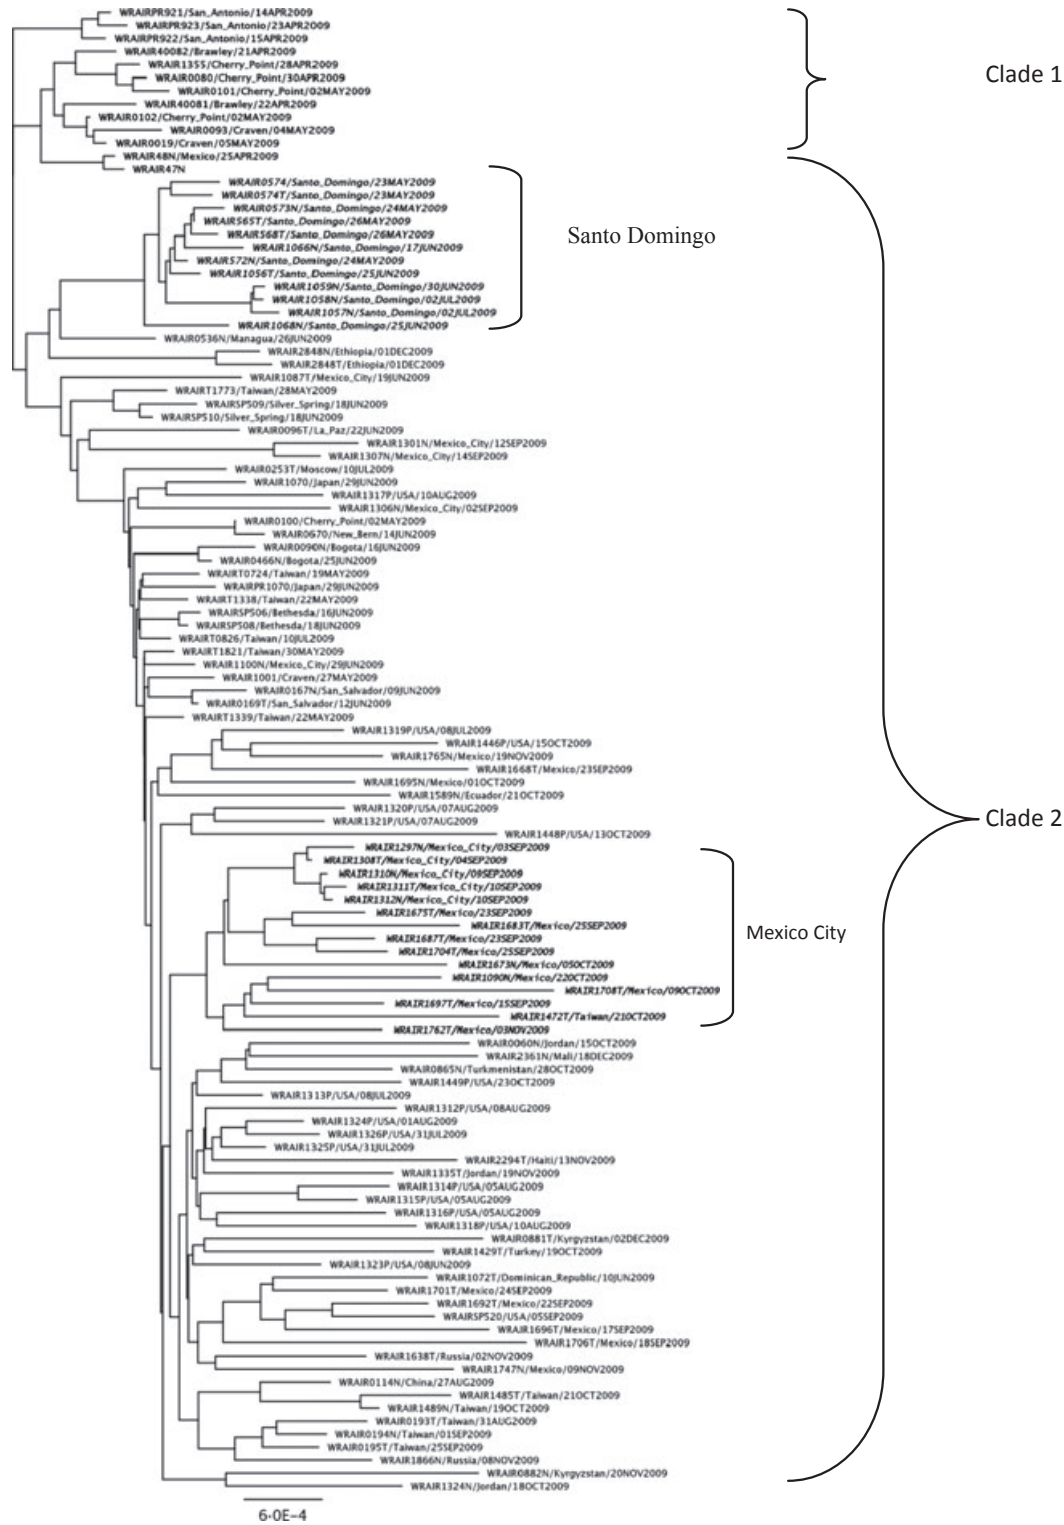 WRAIRPR921/San_Antonio/14APR2009
WRAIRPR923/San_Antonio/23APR2009
WRAIRPR922/San_Antonio/15APR2009
WRAIR40082/Brawley/21APR2009
WRAIR1355/Cherry_Point/28APR2009
WRAIR0080/Cherry_Point/30APR2009
Clade 1
WRAIR0101/Cherry_Point/02MAY2009
WRAIR40081/Brawley/22APR2009
WRAIR0102/Cherry_Point/02MAY2009
WRAIR0093/Craven/04MAY2009
WRAIR0019/Craven/05MAY2009
WRAIR48N/Mexico/25APR2009
WRAIR47N
WRAIR0574/Santo_Domingo/23MAY2009
WRAIR0574T/Santo_Domingo/23MAY2009
WRAIR0573N/Santo_Domingo/24MAY2009
WRAIR565T/Santo_Domingo/26MAY2009
WRAIR568T/Santo_Domingo/26MAY2009
Santo Domingo
WRAIR1066N/Santo_Domingo/17JUN2009
WRAIR572N/Santo_Domingo/24MAY2009
WRAIR1056T/Santo_Domingo/25JUN2009
WRAIR1059N/Santo_Domingo/30JUN2009
WRAIR1058N/Santo_Domingo/02JUL2009
WRAIR1057N/Santo_Domingo/02JUL2009
WRAIR1068N/Santo_Domingo/25JUN2009
WRAIR0536N/Managua/26JUN2009
WRAIR2848N/Ethiopia/01DEC2009
WRAIR2848T/Ethiopia/01DEC2009
WRAIR1087T/Mexico_City/19JUN2009
WRAIRT1773/Taiwan/28MAY2009
WRAIRSP509/Silver_Spring/18JUN2009
WRAIRSP510/Silver_Spring/18JUN2009
WRAIR0096T/La_Paz/22JUN2009
WRAIR1301N/Mexico_City/12SEP2009
WRAIR1307N/Mexico_City/14SEP2009
WRAIR0253T/Moscow/10JUL2009
WRAIR1070/Japan/29JUN2009
WRAIR1317P/USA/10AUG2009
WRAIR1306N/Mexico_City/02SEP2009
WRAIR0100/Cherry_Point/02MAY2009
WRAIR0670/New_Bern/14JUN2009
WRAIR0090N/Bogota/16JUN2009
WRAIR0466N/Bogota/25JUN2009
WRAIRT0724/Taiwan/19MAY2009
WRAIRPR1070/Japan/29JUN2009
WRAIRT1338/Taiwan/22MAY2009
WRAIRSP506/Bethesda/16JUN2009
WRAIRSP508/Bethesda/18JUN2009
WRAIRT0826/Taiwan/10JUL2009
WRAIRT1821/Taiwan/30MAY2009
WRAIR1100N/Mexico_City/29JUN2009
WRAIR1001/Craven/27MAY2009
WRAIR0167N/San_Salvador/09JUN2009
WRAIR0169T/San_Salvador/12JUN2009
WRAIRT1339/Taiwan/22MAY2009
WRAIR1319P/USA/08JUL2009
WRAIR1446P/USA/15OCT2009
WRAIR1765N/Mexico/19NOV2009
WRAIR1668T/Mexico/23SEP2009
WRAIR1695N/Mexico/01OCT2009
WRAIR1589N/Ecuador/21OCT2009
WRAIR1320P/USA/07AUG2009
WRAIR1321P/USA/07AUG2009
Clade 2
WRAIR1448P/USA/13OCT2009
WRAIR1297N/Mexico_City/03SEP2009
WRAIR1308T/Mexico_City/04SEP2009
WRAIR1310N/Mexico_City/09SEP2009
WRAIR1311T/Mexico_City/10SEP2009
WRAIR1312N/Mexico_City/10SEP2009
WRAIR1675T/Mexico/23SEP2009
WRAIR1683T/Mexico/25SEP2009
Mexico City
WRAIR1687T/Mexico/23SEP2009
WRAIR1704T/Mexico/25SEP2009
WRAIR1673N/Mexico/05OCT2009
WRAIR1090N/Mexico/22OCT2009
WRAIR1708T/Mexico/09OCT2009
WRAIR1697T/Mexico/15SEP2009
WRAIR1472T/Taiwan/21OCT2009
WRAIR1762T/Mexico/03NOV2009
WRAIR0060N/Jordan/15OCT2009
WRAIR2361N/Mali/18DEC2009
WRAIR0865N/Turkmenistan/28OCT2009
WRAIR1449P/USA/23OCT2009
WRAIR1313P/USA/08JUL2009
WRAIR1312P/USA/08AUG2009
WRAIR1324P/USA/01AUG2009
WRAIR1326P/USA/31JUL2009
WRAIR1325P/USA/31JUL2009
WRAIR2294T/Haiti/13NOV2009
WRAIR1335T/Jordan/19NOV2009
WRAIR1314P/USA/05AUG2009
WRAIR1315P/USA/05AUG2009
WRAIR1316P/USA/05AUG2009
WRAIR1318P/USA/10AUG2009
WRAIR0881T/Kyrgyzstan/02DEC2009
WRAIR1429T/Turkey/19OCT2009
WRAIR1323P/USA/08JUN2009
WRAIR1072T/Dominican_Republic/10JUN2009
WRAIR1701T/Mexico/24SEP2009
WRAIR1692T/Mexico/22SEP2009
WRAIRSP520/USA/05SEP2009
WRAIR1696T/Mexico/17SEP2009
WRAIR1706T/Mexico/18SEP2009
WRAIR1638T/Russia/02NOV2009
WRAIR1747N/Mexico/09NOV2009
WRAIR0114N/China/27AUG2009
WRAIR1485T/Taiwan/21OCT2009
WRAIR1489N/Taiwan/19OCT2009
WRAIR0193T/Taiwan/31AUG2009
WRAIR0194N/Taiwan/01SEP2009
WRAIR0195T/Taiwan/25SEP2009
WRAIR1866N/Russia/08NOV2009
WRAIR0882N/Kyrgyzstan/20NOV2009
WRAIR1324N/Jordan/18OCT2009
6·0E−4